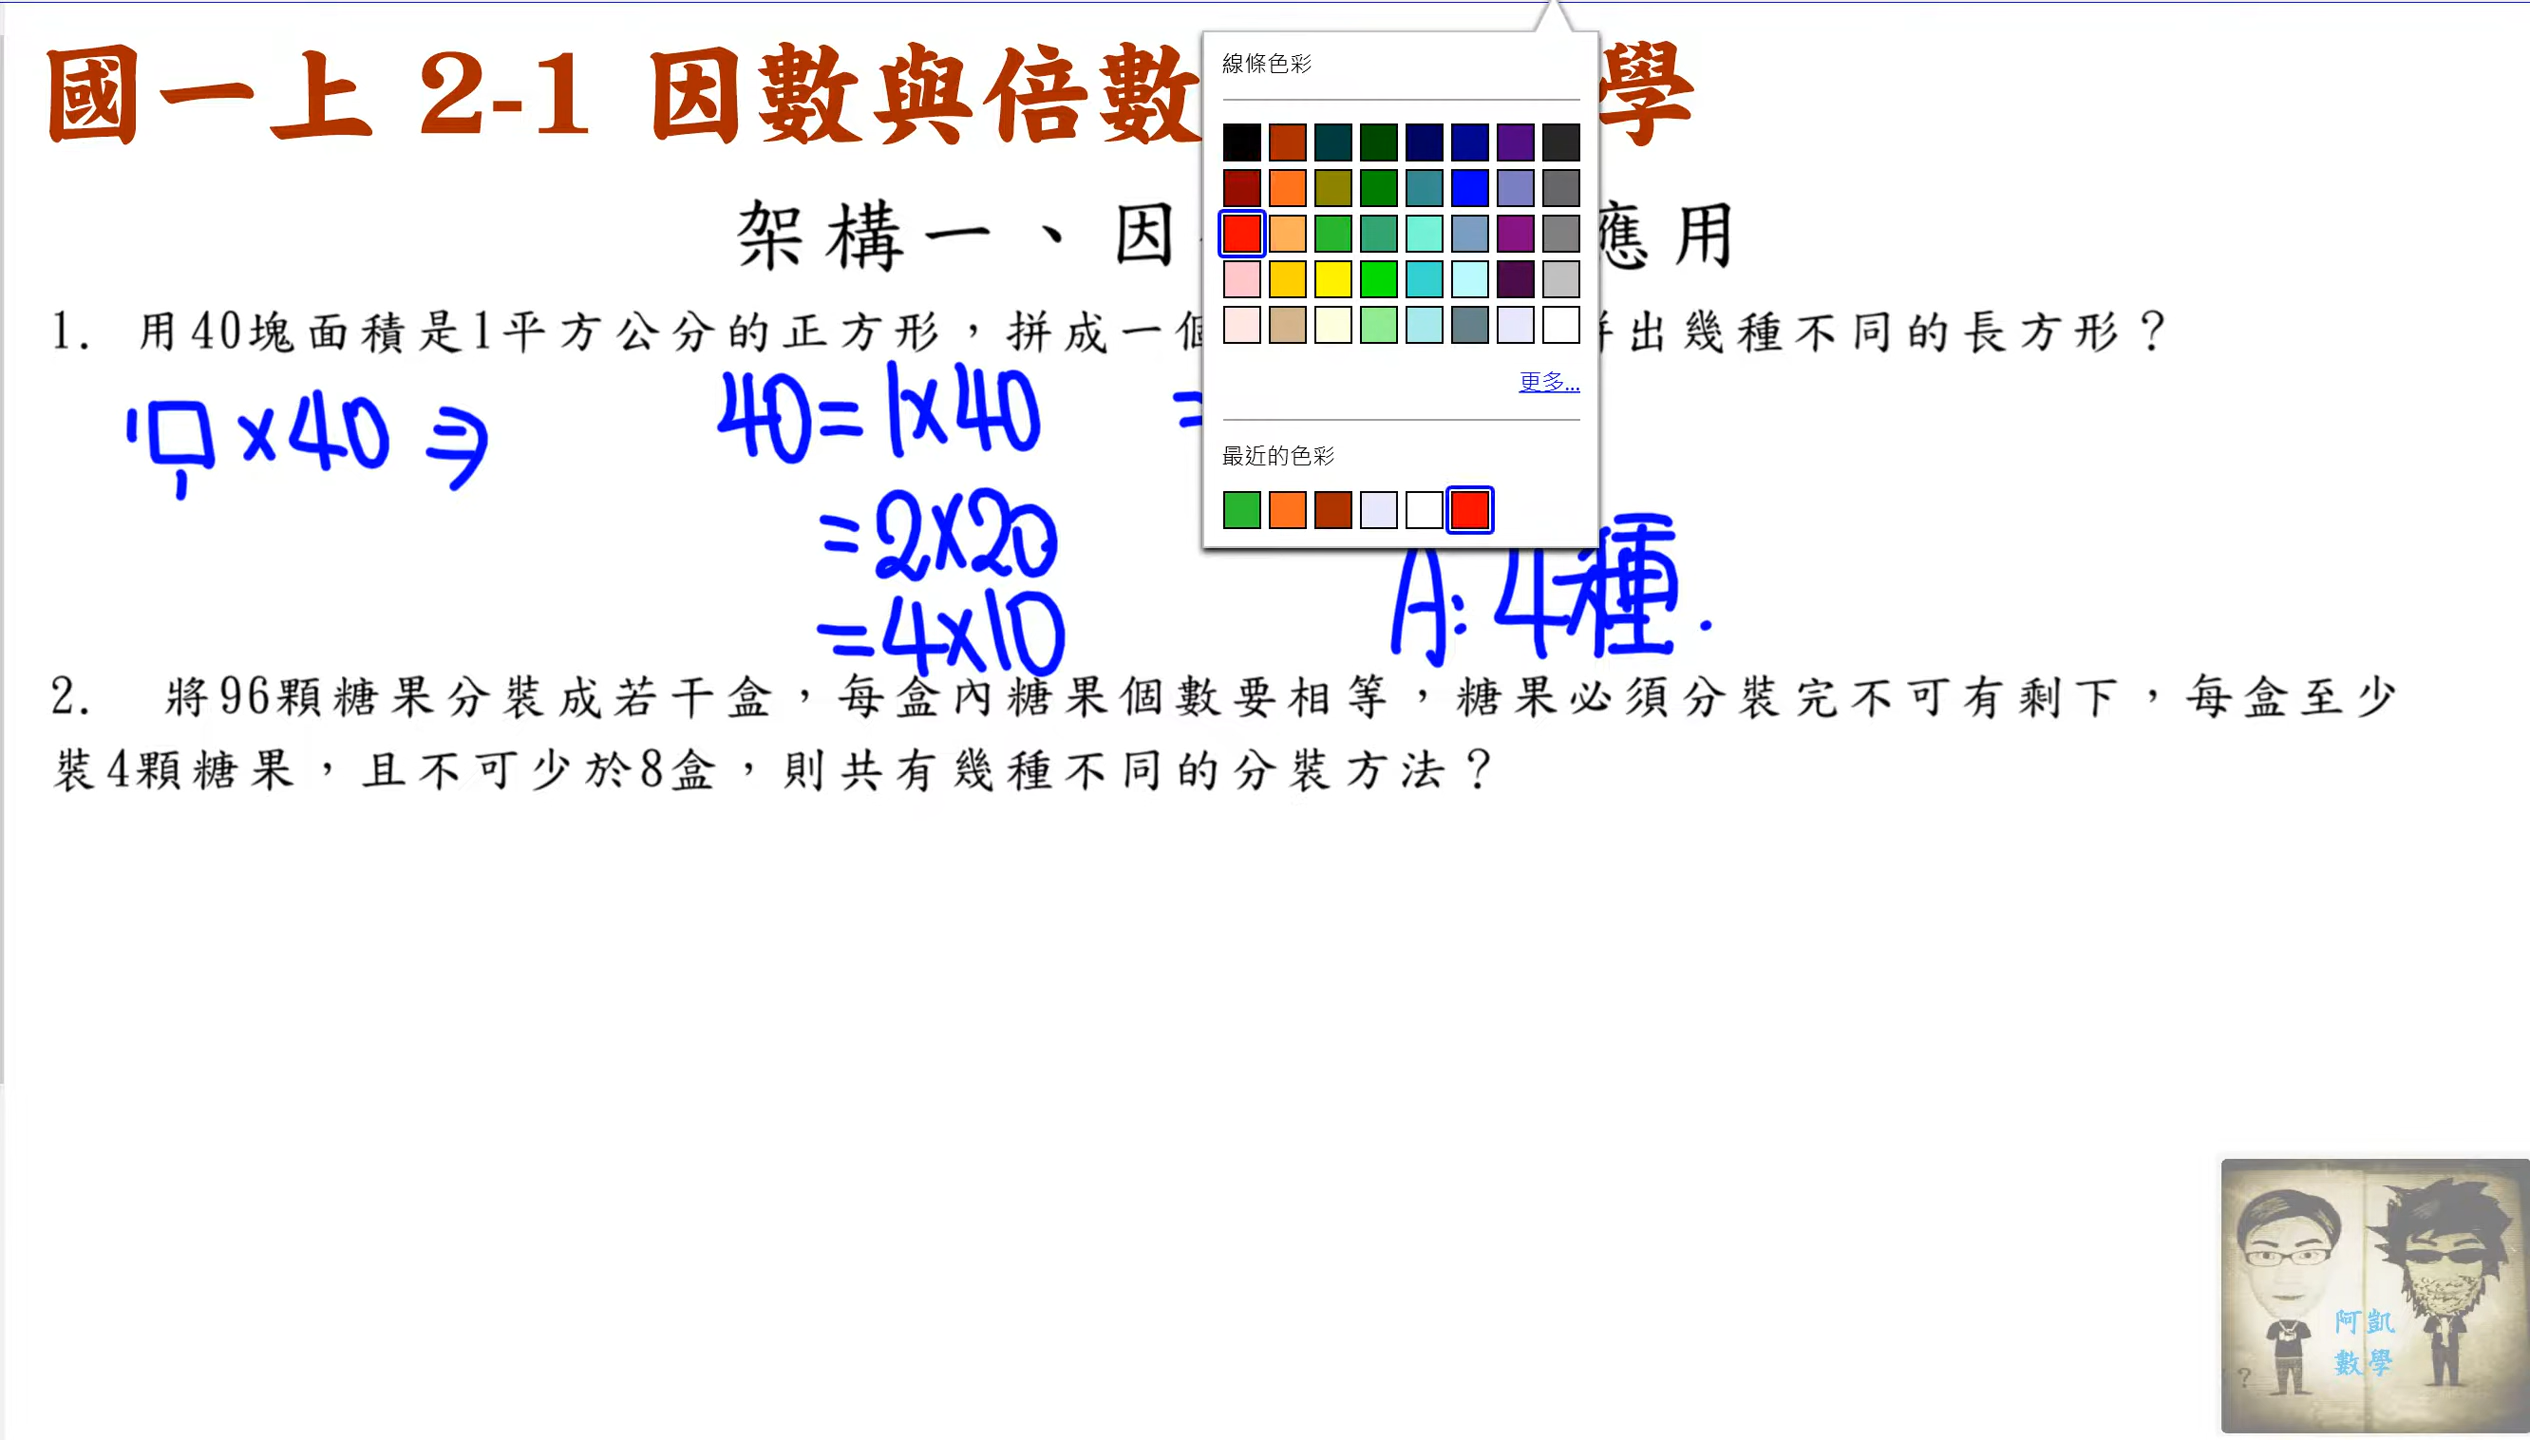 國一上 2-1 因數與倍數 學
線條色彩
架構一、因 應用
1. 用40塊面積是1平方公分的正方形，拼成一個 拼出幾種不同的長方形？
更多...
最近的色彩
1 1 ×40 ⇒ 40=1×40 =
=2×20
=4×10
A:4種.
2. 將96顆糖果分裝成若干盒，每盒內糖果個數要相等，糖果必須分裝完不可有剩下，每盒至少
裝4顆糖果，且不可少於8盒，則共有幾種不同的分裝方法？
阿凱
數學
?